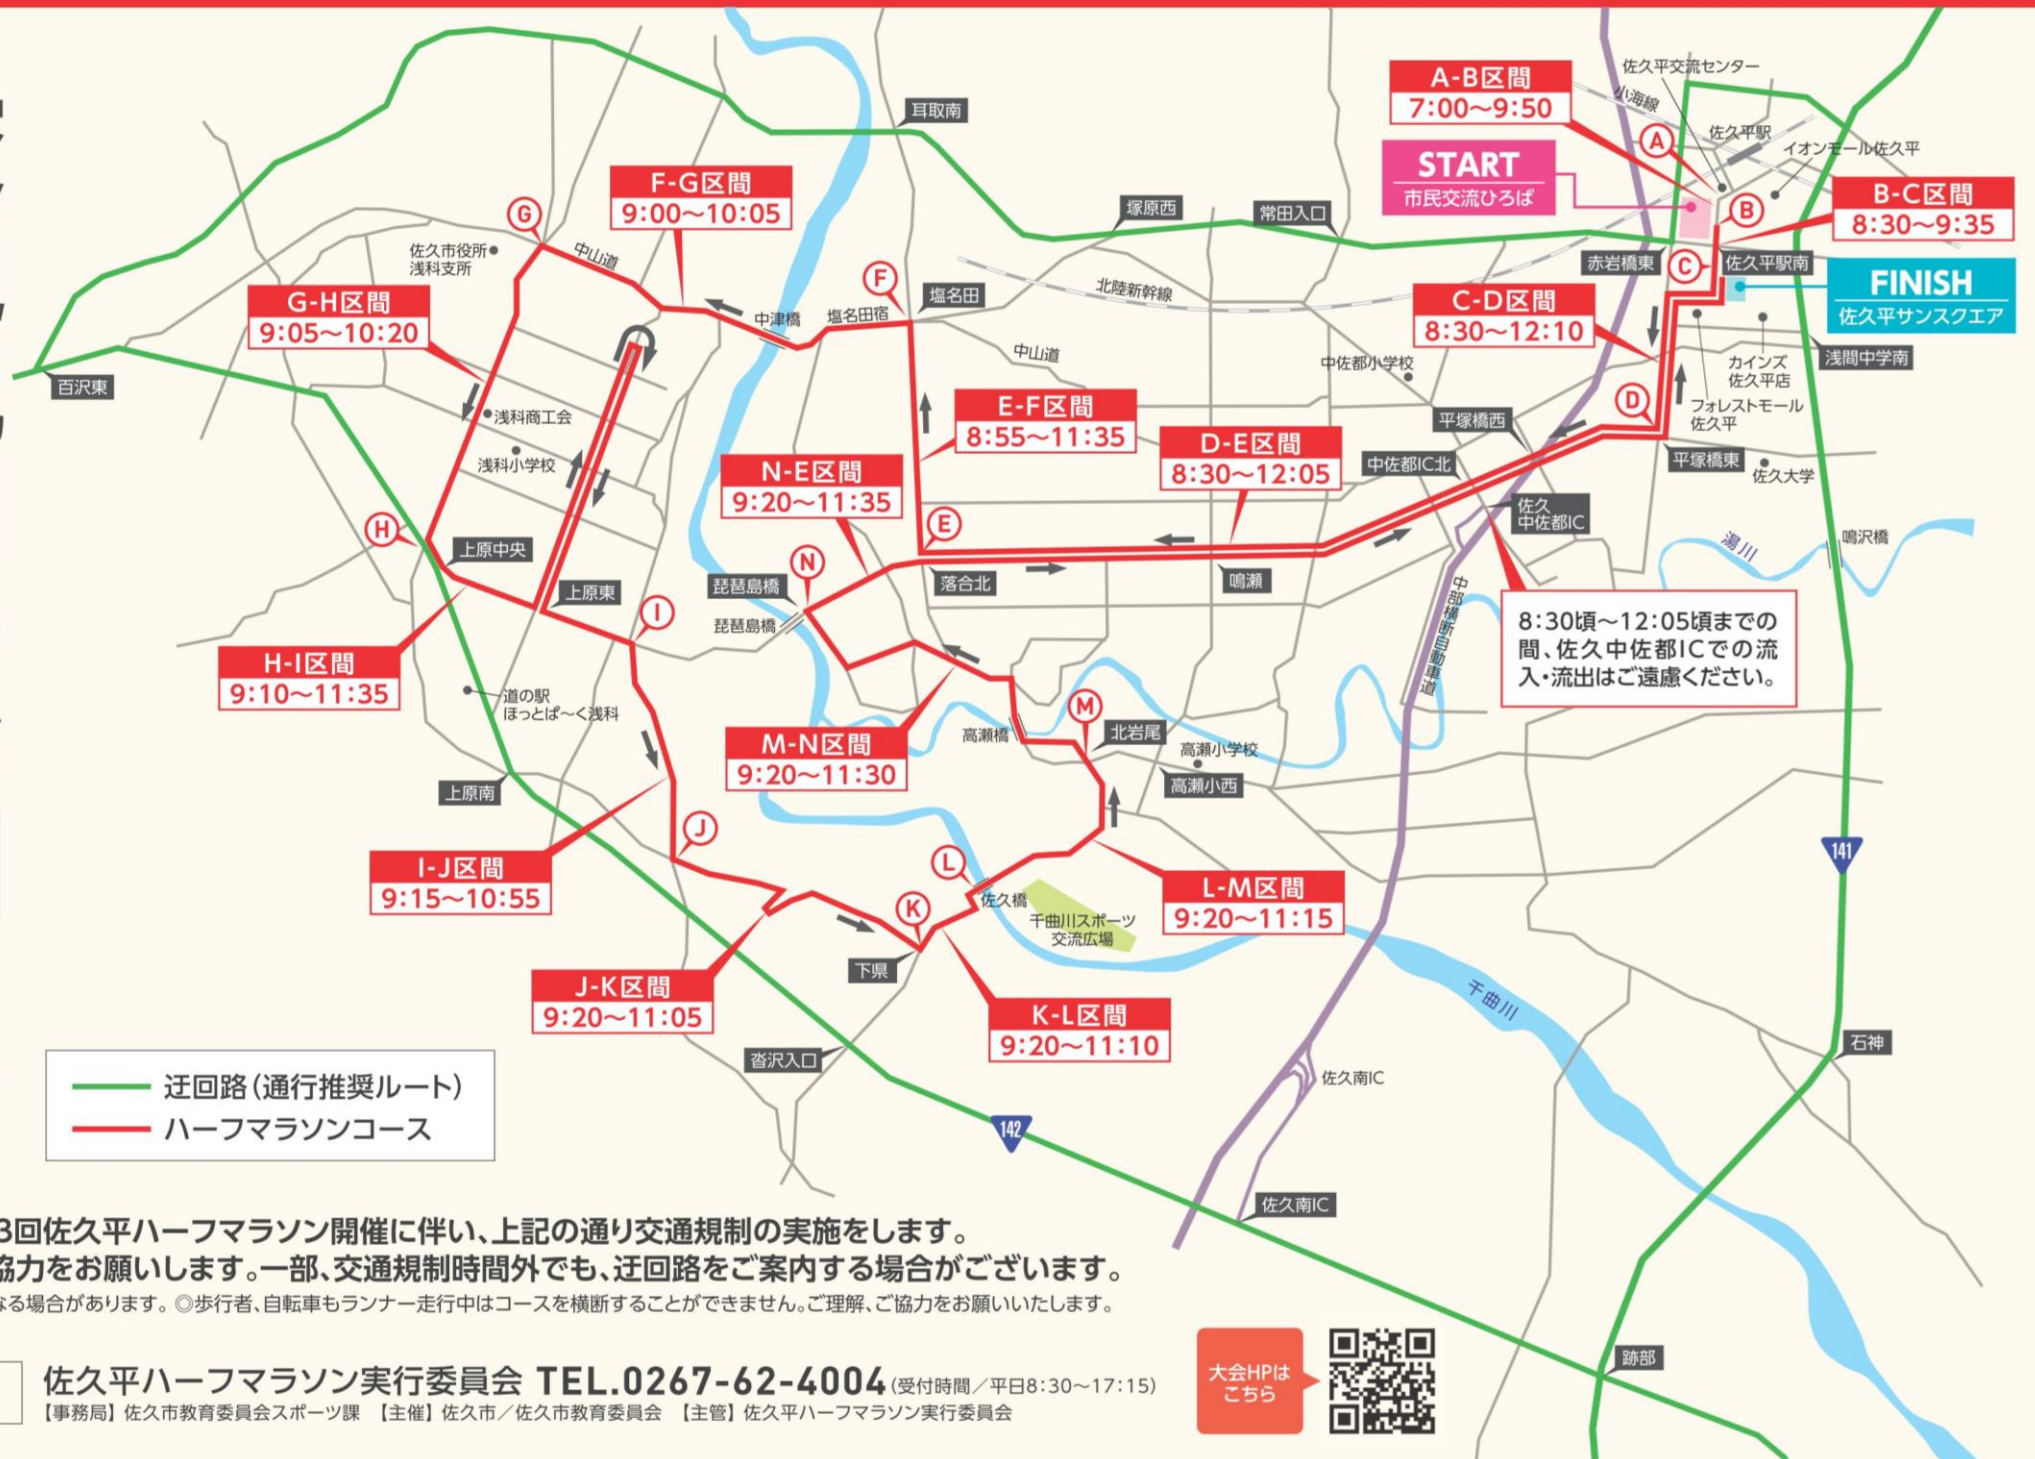 A-B区間
7:00〜9:50
START
市民交流ひろば
佐久平交流センター
小海線
佐久平駅
イオンモール佐久平
A
B
B-C区間
8:30〜9:35
C
佐久平駅南
赤岩橋東
FINISH
佐久平サンスクエア
C-D区間
8:30〜12:10
カインズ
佐久平店
浅間中学南
フォレストモール
佐久平
D
平塚橋東
佐久大学
平塚橋西
中佐都小学校
中佐都IC北
佐久
中佐都IC
耳取南
塚原西
常田入口
北陸新幹線
F-G区間
9:00〜10:05
G
中山道
佐久市役所
浅科支所
F
塩名田
塩名田宿
中津橋
中山道
G-H区間
9:05〜10:20
百沢東
浅科商工会
浅科小学校
E-F区間
8:55〜11:35
D-E区間
8:30〜12:05
N-E区間
9:20〜11:35
E
H
上原中央
上原東
I
N
琵琶島橋
琵琶島橋
落合北
鳴瀬
湯川
鳴沢橋
中部横断自動車道
8:30頃〜12:05頃までの
間、佐久中佐都ICでの流
入・流出はご遠慮ください。
H-I区間
9:10〜11:35
道の駅
ほっとぱ〜く浅科
上原南
M-N区間
9:20〜11:30
高瀬橋
M
北岩尾
高瀬小学校
高瀬小西
I-J区間
9:15〜10:55
J
L
佐久橋
K
千曲川スポーツ
交流広場
L-M区間
9:20〜11:15
141
下県
J-K区間
9:20〜11:05
K-L区間
9:20〜11:10
千曲川
石神
沓沢入口
佐久南IC
142
佐久南IC
跡部
迂回路(通行推奨ルート)
ハーフマラソンコース
3回佐久平ハーフマラソン開催に伴い、上記の通り交通規制の実施をします。
協力をお願いします。一部、交通規制時間外でも、迂回路をご案内する場合がございます。
なる場合があります。◎歩行者、自転車もランナー走行中はコースを横断することができません。ご理解、ご協力をお願いいたします。
佐久平ハーフマラソン実行委員会 TEL.0267-62-4004(受付時間/平日8:30〜17:15)
【事務局】佐久市教育委員会スポーツ課 【主催】佐久市/佐久市教育委員会 【主管】佐久平ハーフマラソン実行委員会
大会HPは
こちら